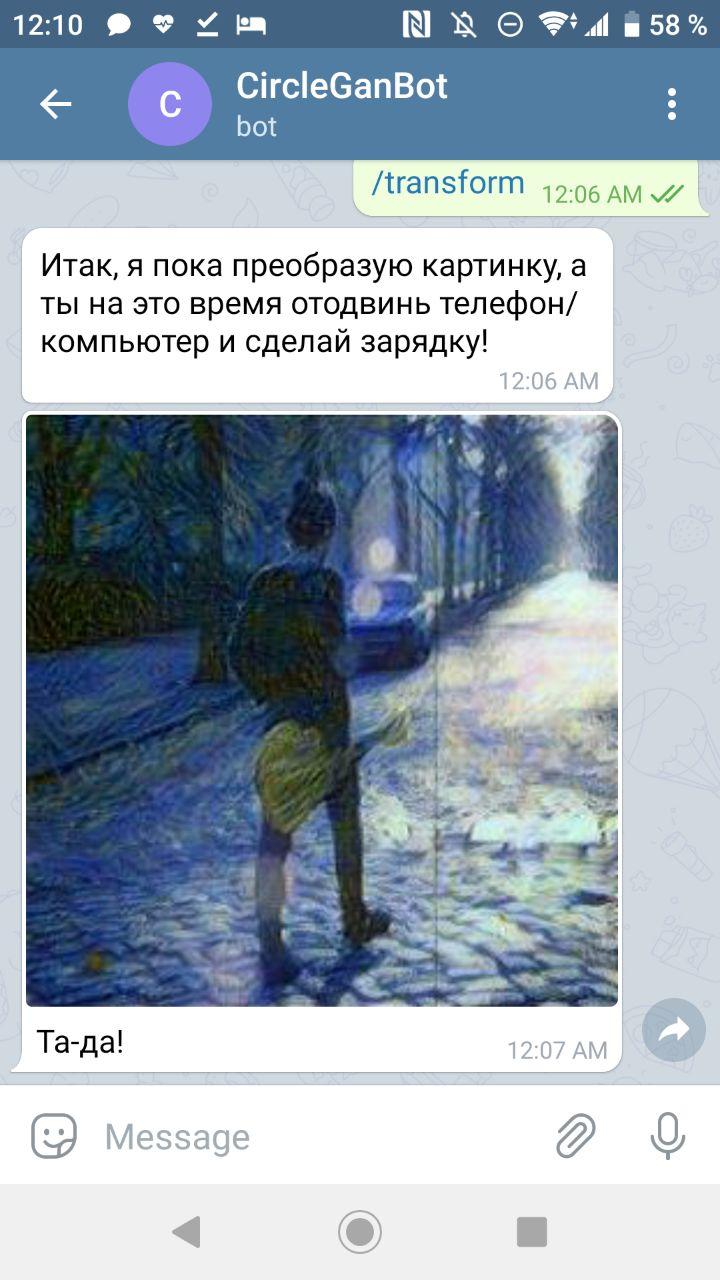 12:10
58 %
C
CircleGanBot
bot
/transform 12:06 AM
Итак, я пока преобразую картинку, а
ты на это время отодвинь телефон/
компьютер и сделай зарядку!
12:06 AM
Та-да!
12:07 AM
Message